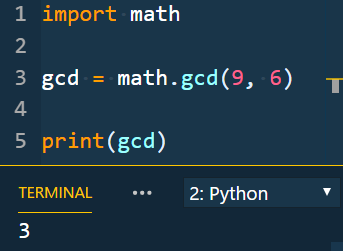 1 import math
2
3 gcd = math.gcd(9, 6)
4
5 print(gcd)
TERMINAL ... 2: Python
3